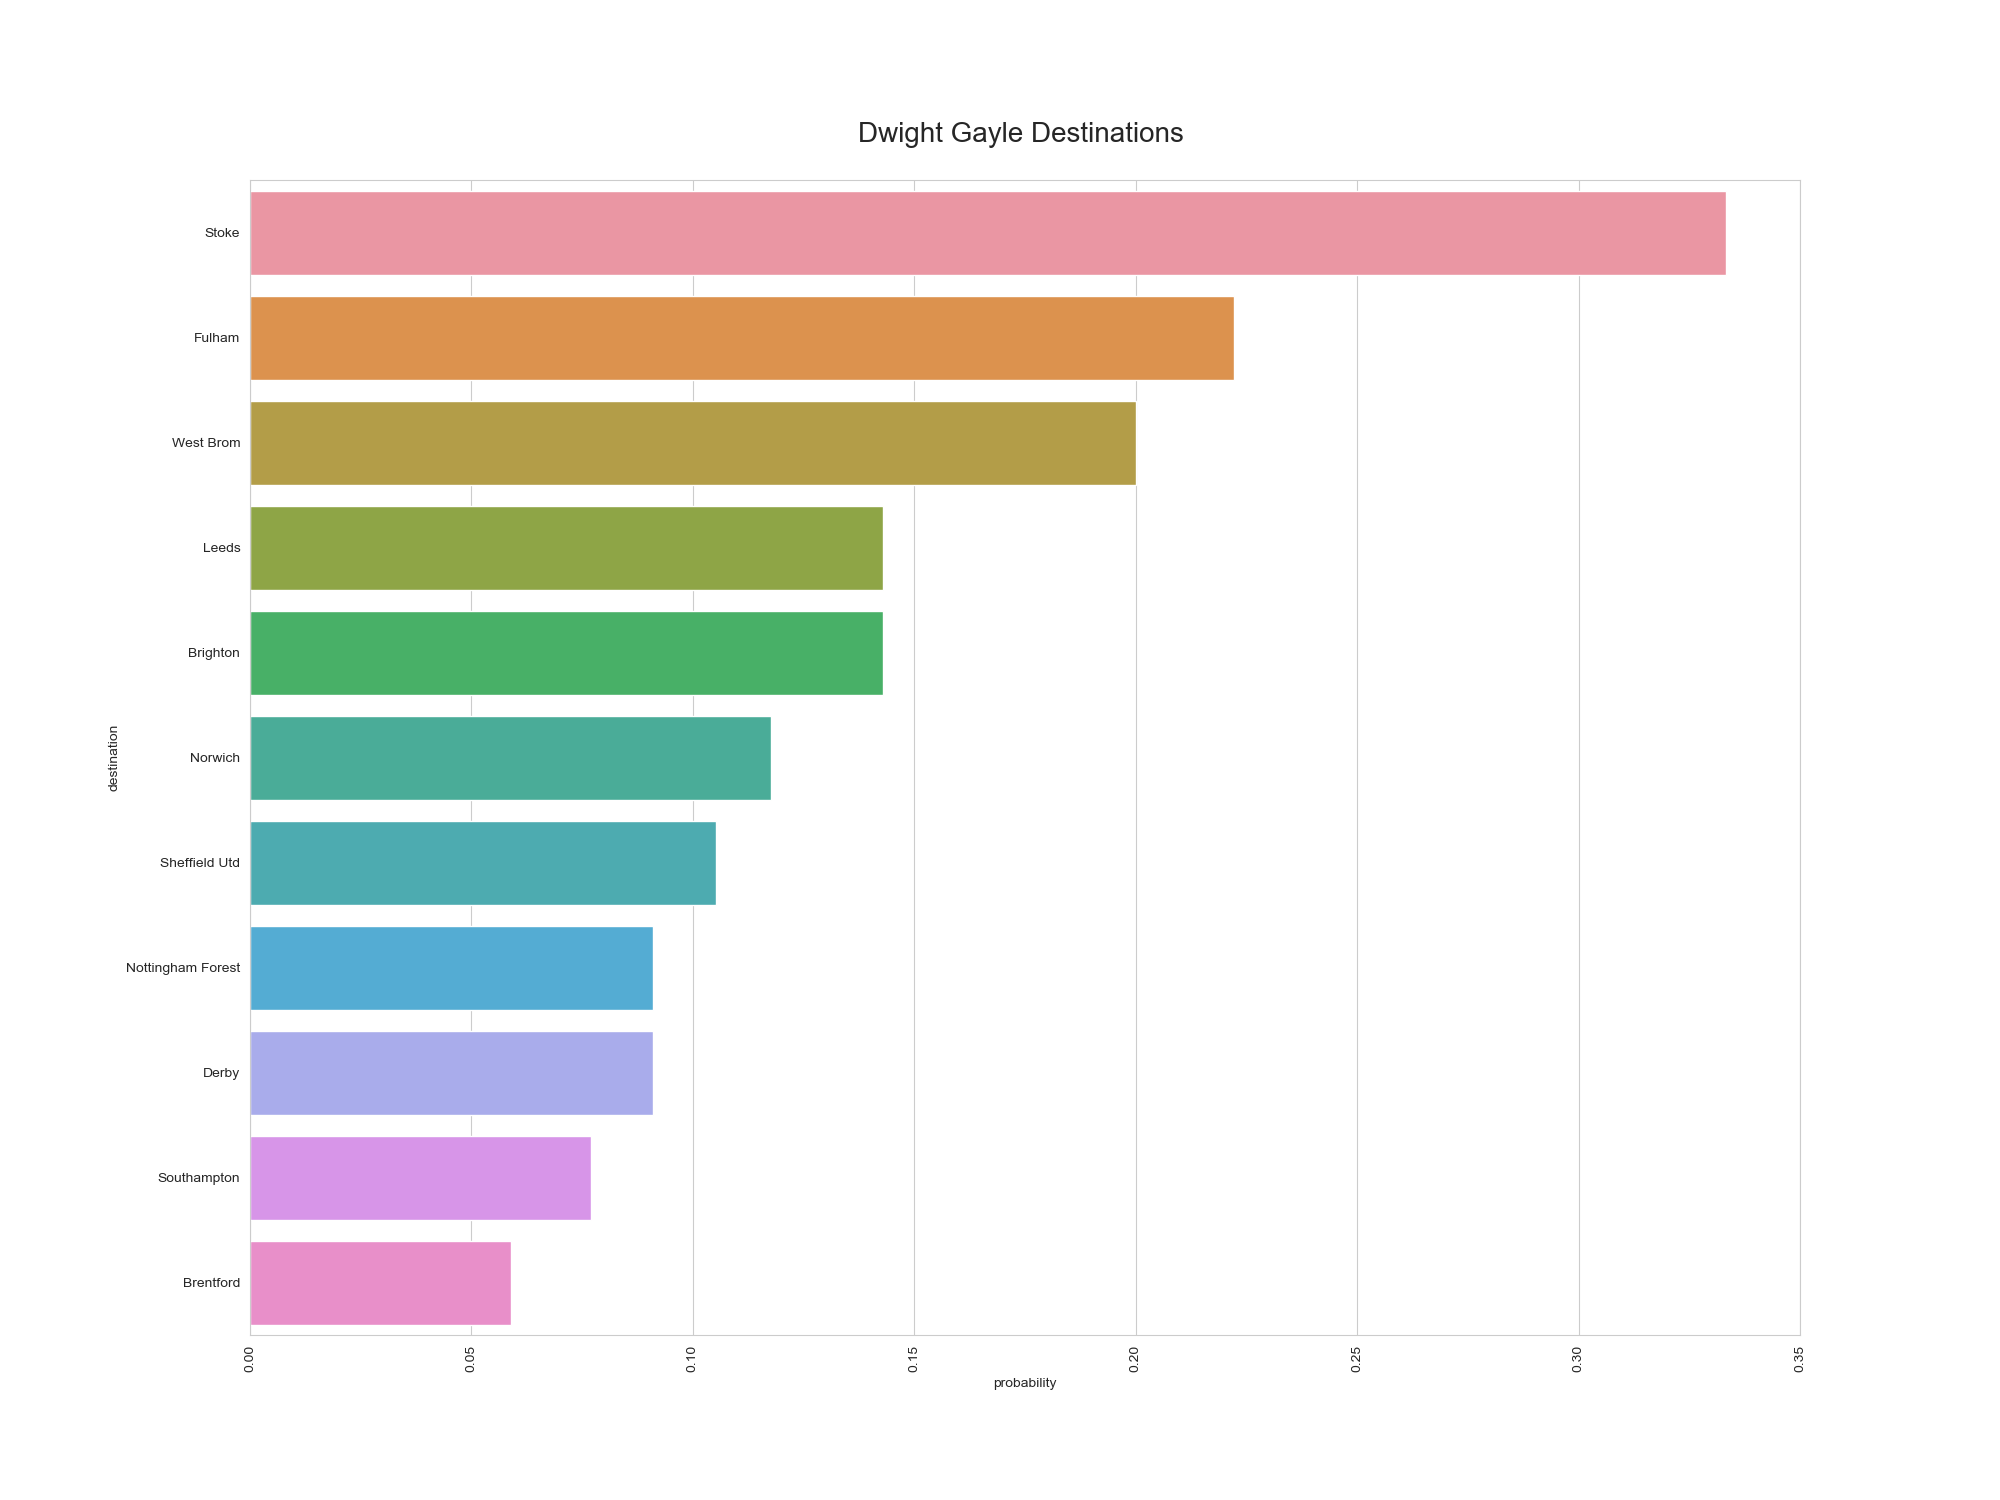 Dwight Gayle Destinations
Stoke
Fulham
West Brom
Leeds
Brighton
Norwich
Sheffield Utd
Nottingham Forest
Derby
Southampton
Brentford
destination
0.00
0.05
0.10
0.15
0.20
0.25
0.30
0.35
probability